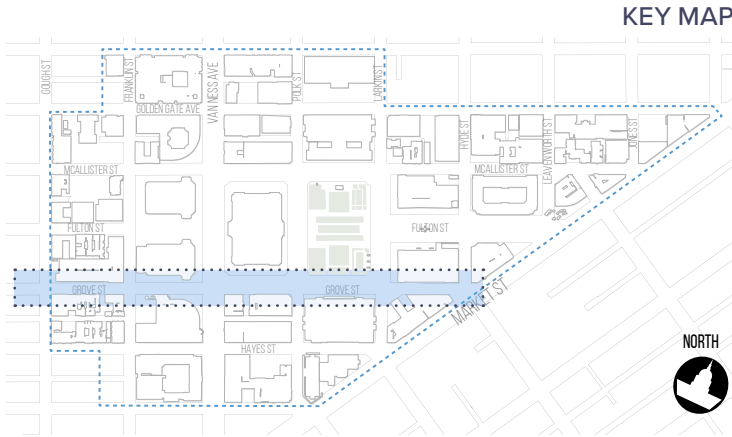 KEY MAP
GOUGH ST
FRANKLIN ST
VAN NESS AVE
POLK ST
LARKIN ST
GOLDEN GATE AVE
HYDE ST
LEAVENWORTH ST
JONES ST
MCALLISTER ST
MCALLISTER ST
FULTON ST
FULTON ST
GROVE ST
GROVE ST
MARKET ST
HAYES ST
NORTH